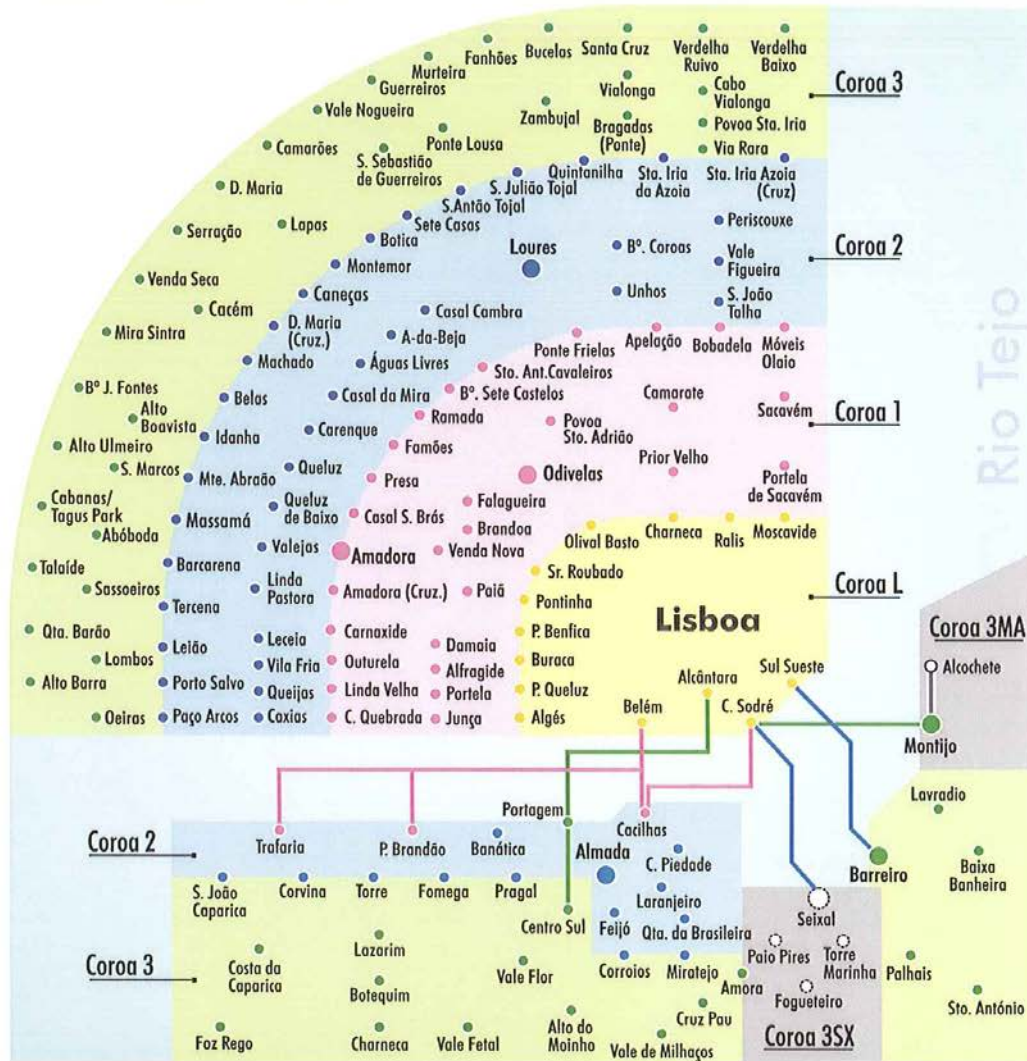 Bucelas
Santa Cruz
Verdelha
Ruivo
Verdelha
Baixo
Fanhões
Murteira
Guerreiros
Vialonga
Cabo
Vialonga
Coroa 3
Vale Nogueira
Zambujal
Bragadas
(Ponte)
Povoa Sta. Iria
Ponte Lousa
Camarões
S. Sebastião
de Guerreiros
Via Rara
Quintanilha
Sta. Iria
da Azoia
Sta. Iria Azoia
(Cruz)
D. Maria
S. Julião Tojal
S.Antão Tojal
Sete Casas
Lapas
Serração
Botica
Loures
Periscouxe
Bº. Coroas
Vale
Figueira
Coroa 2
Montemor
Venda Seca
Caneças
Unhos
S. João
Talha
Cacém
Casal Cambra
Mira Sintra
D. Maria
(Cruz.)
A-da-Beja
Ponte Frielas
Apelação
Bobadela
Móveis
Olaio
Machado
Águas Livres
Sto. Ant.Cavaleiros
Bº J. Fontes
Belas
Casal da Mira
Bº. Sete Castelos
Camarate
Sacavém
Coroa 1
Alto
Boavista
Ramada
Povoa
Sto. Adrião
Idanha
Carenque
Famões
Alto Ulmeiro
S. Marcos
Mte. Abraão
Queluz
Presa
Odivelas
Prior Velho
Portela
de Sacavém
Rio Tejo
Cabanas/
Tagus Park
Massamá
Queluz
de Baixo
Casal S. Brás
Falagueira
Brandoa
Abóboda
Valejas
Amadora
Venda Nova
Olival Basto
Charneca
Ralis
Moscavide
Talaíde
Barcarena
Sr. Roubado
Sassoeiros
Linda
Pastora
Amadora (Cruz.)
Paiã
Pontinha
Coroa L
Tercena
Lisboa
Qta. Barão
Leião
Leceia
Carnaxide
Damaia
P. Benfica
Coroa 3MA
Lombos
Vila Fria
Outurela
Alfragide
Buraca
Alcântara
Sul Sueste
Alcochete
Alto Barra
Porto Salvo
Queijas
Linda Velha
Portela
P. Queluz
Oeiras
Paço Arcos
Caxias
C. Quebrada
Junça
Algés
Belém
C. Sodré
Montijo
Portagem
Cacilhas
Lavradio
Coroa 2
Trafaria
P. Brandão
Banática
Almada
C. Piedade
Barreiro
Baixa
Banheira
S. João
Caparica
Corvina
Torre
Fomega
Pragal
Laranjeiro
Seixal
Centro Sul
Feijó
Qta. da Brasileira
Coroa 3
Costa da
Caparica
Lazarim
Vale Flor
Corroios
Miratejo
Amora
Paio Pires
Torre
Marinha
Palhais
Botequim
Fogueteiro
Sto. António
Foz Rego
Charneca
Vale Fetal
Alto do
Moinho
Cruz Pau
Vale de Milhaços
Coroa 3SX